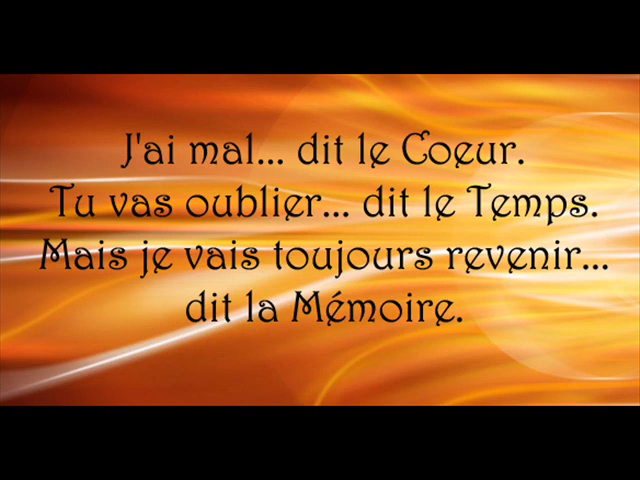 J'ai mal... dit le Coeur.
Tu vas oublier... dit le Temps.
Mais je vais toujours revenir...
dit la Mémoire.